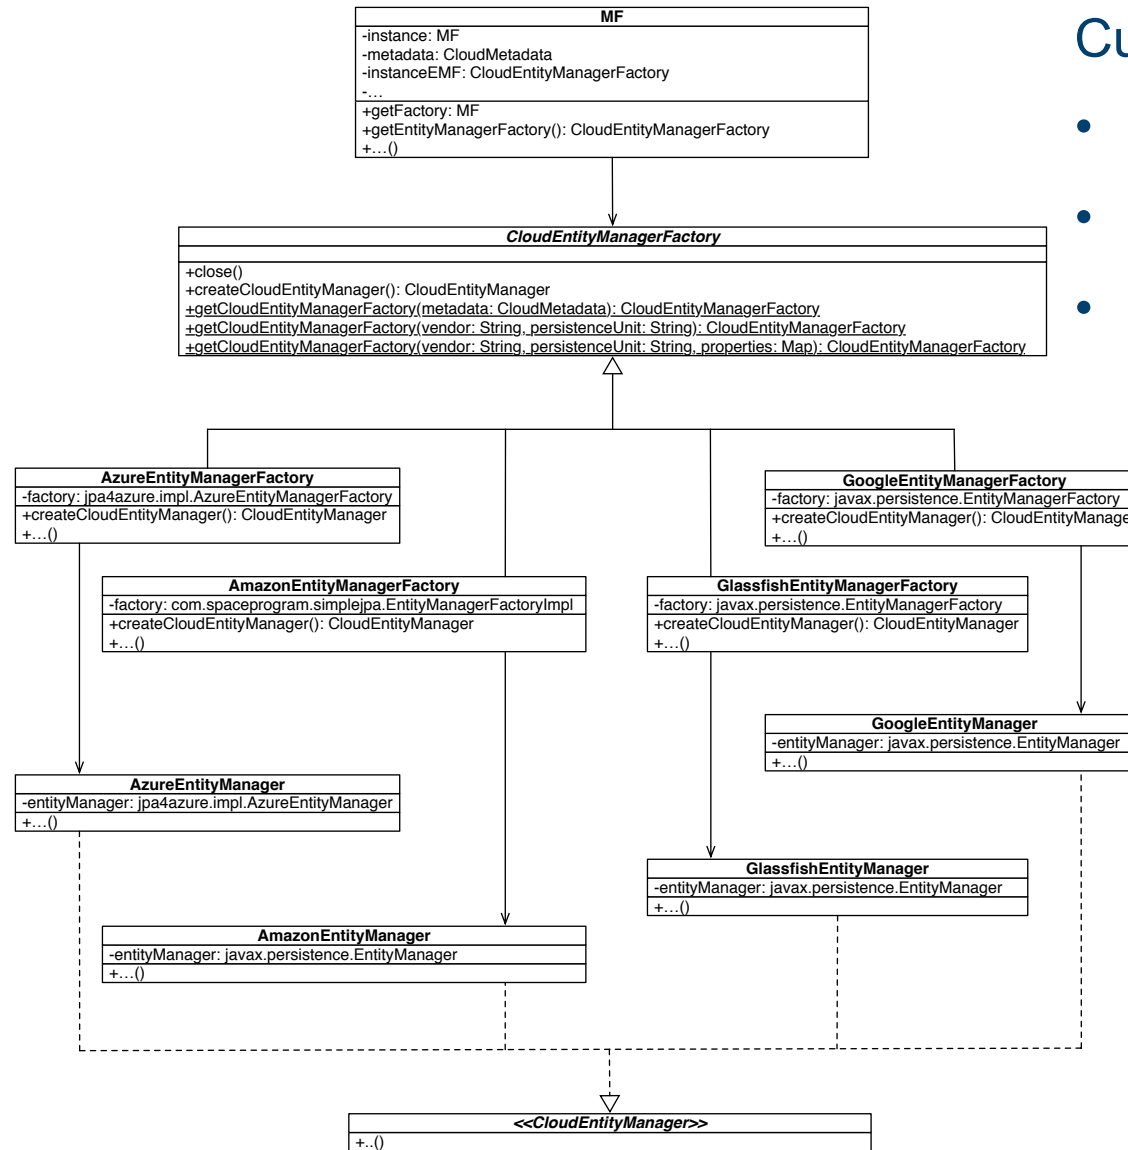 MF
-instance: MF
-metadata: CloudMetadata
-instanceEMF: CloudEntityManagerFactory
-…
+getFactory: MF
+getEntityManagerFactory(): CloudEntityManagerFactory
+…()
Cu
•
•
•
CloudEntityManagerFactory
+close()
+createCloudEntityManager(): CloudEntityManager
+getCloudEntityManagerFactory(metadata: CloudMetadata): CloudEntityManagerFactory
+getCloudEntityManagerFactory(vendor: String, persistenceUnit: String): CloudEntityManagerFactory
+getCloudEntityManagerFactory(vendor: String, persistenceUnit: String, properties: Map): CloudEntityManagerFactory
AzureEntityManagerFactory
-factory: jpa4azure.impl.AzureEntityManagerFactory
+createCloudEntityManager(): CloudEntityManager
+…()
GoogleEntityManagerFactory
-factory: javax.persistence.EntityManagerFactory
+createCloudEntityManager(): CloudEntityManage
+…()
AmazonEntityManagerFactory
-factory: com.spaceprogram.simplejpa.EntityManagerFactoryImpl
+createCloudEntityManager(): CloudEntityManager
+…()
GlassfishEntityManagerFactory
-factory: javax.persistence.EntityManagerFactory
+createCloudEntityManager(): CloudEntityManager
+…()
GoogleEntityManager
-entityManager: javax.persistence.EntityManager
+…()
AzureEntityManager
-entityManager: jpa4azure.impl.AzureEntityManager
+…()
GlassfishEntityManager
-entityManager: javax.persistence.EntityManager
+…()
AmazonEntityManager
-entityManager: javax.persistence.EntityManager
+…()
<<CloudEntityManager>>
+..()